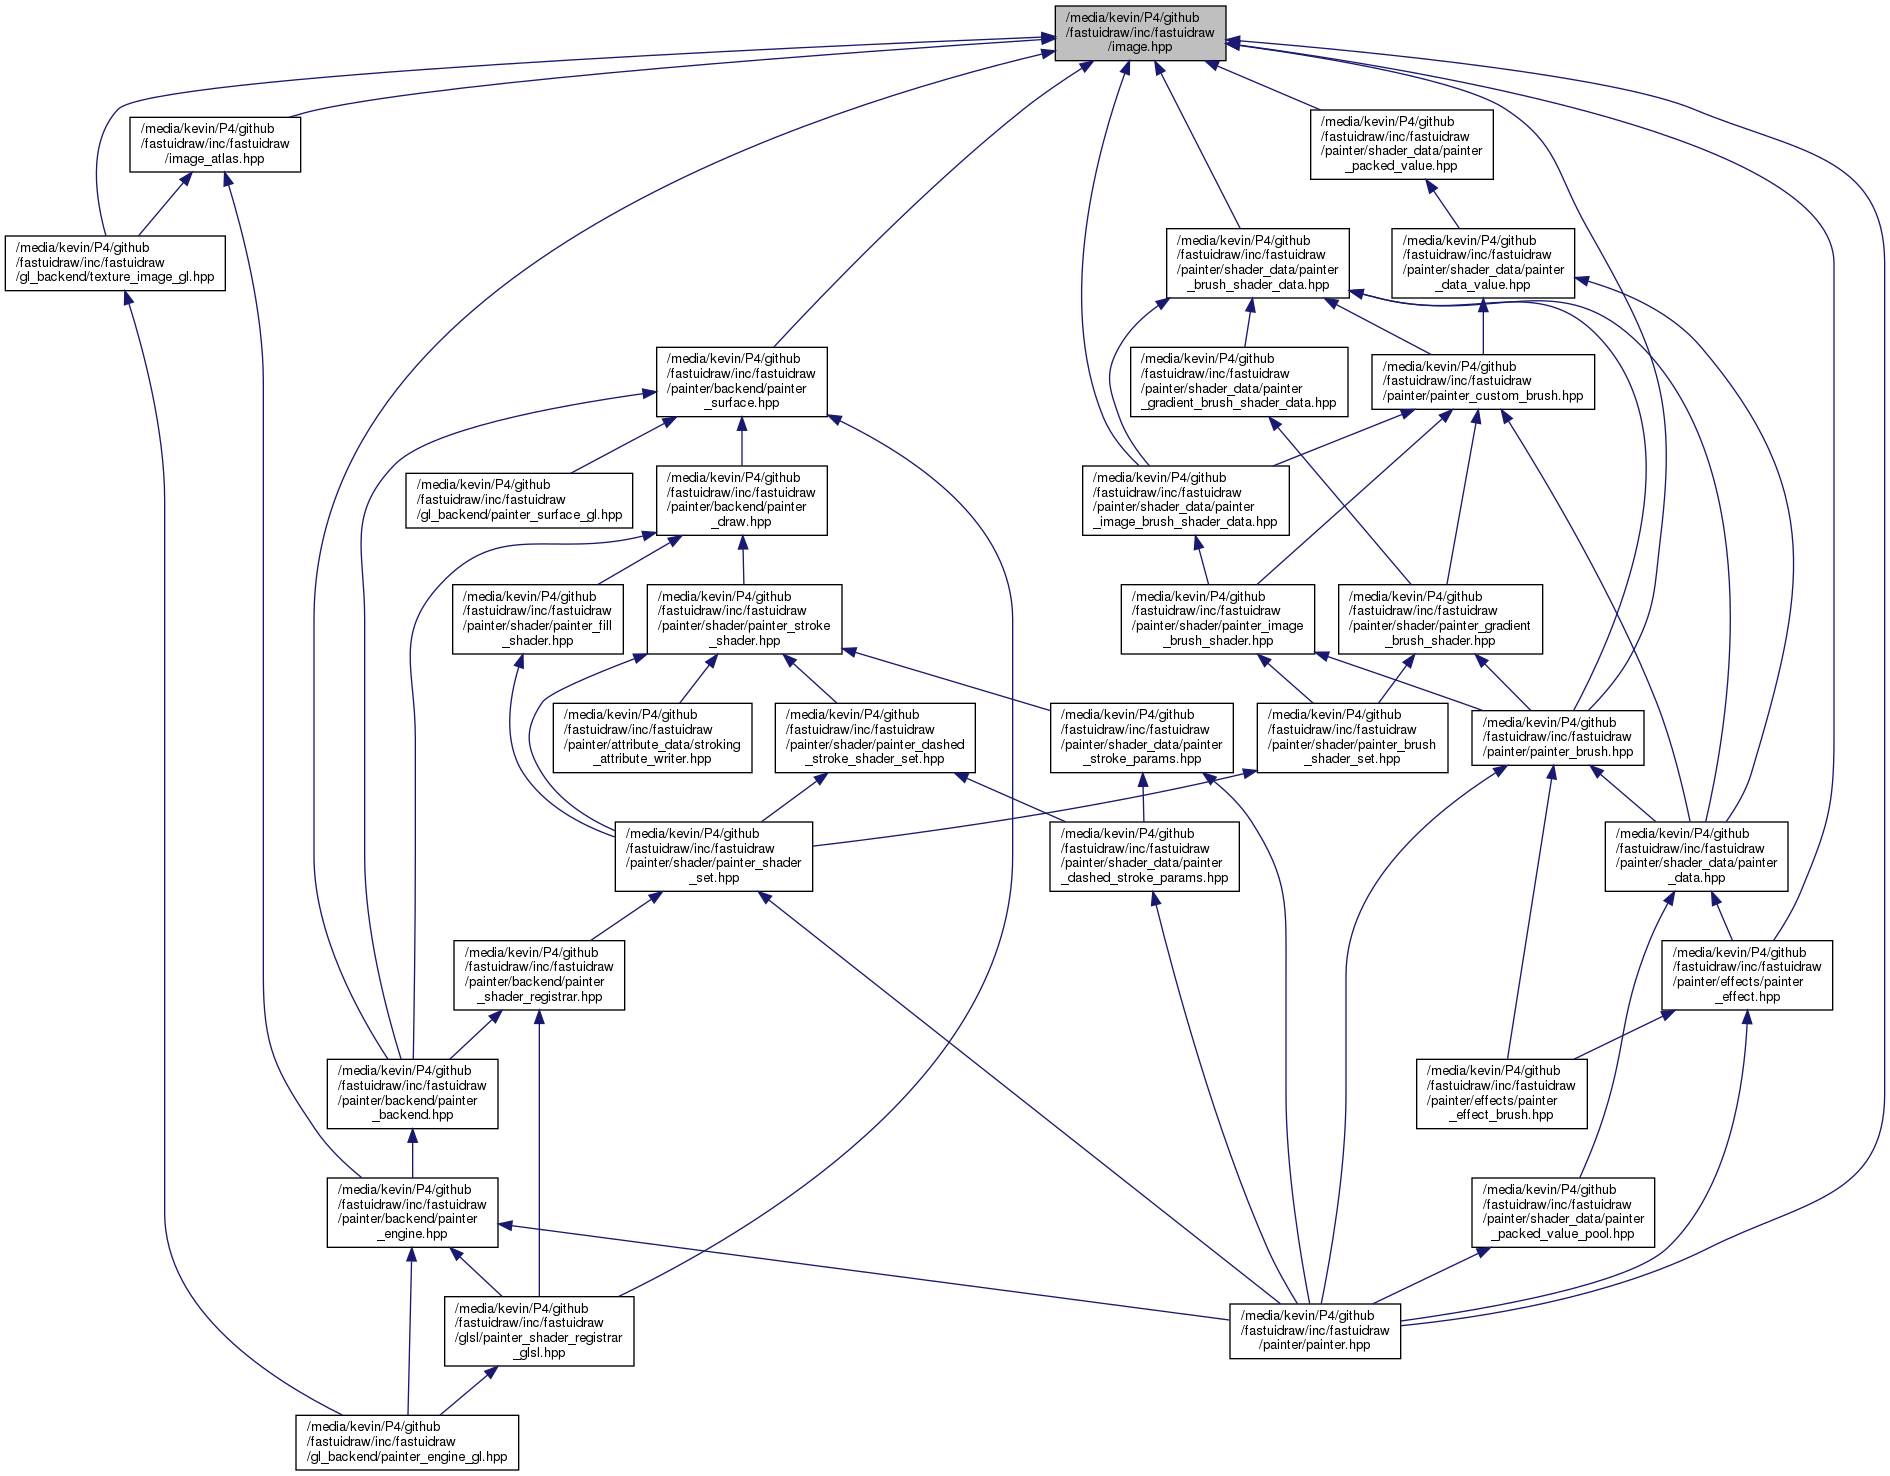 /media/kevin/P4/github
/fastuidraw/inc/fastuidraw
/image.hpp
/media/kevin/P4/github
/fastuidraw/inc/fastuidraw
/image_atlas.hpp
/media/kevin/P4/github
/fastuidraw/inc/fastuidraw
/painter/shader_data/painter
_packed_value.hpp
/media/kevin/P4/github
/fastuidraw/inc/fastuidraw
/gl_backend/texture_image_gl.hpp
/media/kevin/P4/github
/fastuidraw/inc/fastuidraw
/painter/shader_data/painter
_brush_shader_data.hpp
/media/kevin/P4/github
/fastuidraw/inc/fastuidraw
/painter/shader_data/painter
_data_value.hpp
/media/kevin/P4/github
/fastuidraw/inc/fastuidraw
/painter/backend/painter
_surface.hpp
/media/kevin/P4/github
/fastuidraw/inc/fastuidraw
/painter/shader_data/painter
_gradient_brush_shader_data.hpp
/media/kevin/P4/github
/fastuidraw/inc/fastuidraw
/painter/painter_custom_brush.hpp
/media/kevin/P4/github
/fastuidraw/inc/fastuidraw
/gl_backend/painter_surface_gl.hpp
/media/kevin/P4/github
/fastuidraw/inc/fastuidraw
/painter/backend/painter
_draw.hpp
/media/kevin/P4/github
/fastuidraw/inc/fastuidraw
/painter/shader_data/painter
_image_brush_shader_data.hpp
/media/kevin/P4/github
/fastuidraw/inc/fastuidraw
/painter/shader/painter_fill
_shader.hpp
/media/kevin/P4/github
/fastuidraw/inc/fastuidraw
/painter/shader/painter_stroke
_shader.hpp
/media/kevin/P4/github
/fastuidraw/inc/fastuidraw
/painter/shader/painter_image
_brush_shader.hpp
/media/kevin/P4/github
/fastuidraw/inc/fastuidraw
/painter/shader/painter_gradient
_brush_shader.hpp
/media/kevin/P4/github
/fastuidraw/inc/fastuidraw
/painter/attribute_data/stroking
_attribute_writer.hpp
/media/kevin/P4/github
/fastuidraw/inc/fastuidraw
/painter/shader/painter_dashed
_stroke_shader_set.hpp
/media/kevin/P4/github
/fastuidraw/inc/fastuidraw
/painter/shader_data/painter
_stroke_params.hpp
/media/kevin/P4/github
/fastuidraw/inc/fastuidraw
/painter/shader/painter_brush
_shader_set.hpp
/media/kevin/P4/github
/fastuidraw/inc/fastuidraw
/painter/painter_brush.hpp
/media/kevin/P4/github
/fastuidraw/inc/fastuidraw
/painter/shader/painter_shader
_set.hpp
/media/kevin/P4/github
/fastuidraw/inc/fastuidraw
/painter/shader_data/painter
_dashed_stroke_params.hpp
/media/kevin/P4/github
/fastuidraw/inc/fastuidraw
/painter/shader_data/painter
_data.hpp
/media/kevin/P4/github
/fastuidraw/inc/fastuidraw
/painter/backend/painter
_shader_registrar.hpp
/media/kevin/P4/github
/fastuidraw/inc/fastuidraw
/painter/effects/painter
_effect.hpp
/media/kevin/P4/github
/fastuidraw/inc/fastuidraw
/painter/backend/painter
_backend.hpp
/media/kevin/P4/github
/fastuidraw/inc/fastuidraw
/painter/effects/painter
_effect_brush.hpp
/media/kevin/P4/github
/fastuidraw/inc/fastuidraw
/painter/backend/painter
_engine.hpp
/media/kevin/P4/github
/fastuidraw/inc/fastuidraw
/painter/shader_data/painter
_packed_value_pool.hpp
/media/kevin/P4/github
/fastuidraw/inc/fastuidraw
/glsl/painter_shader_registrar
_glsl.hpp
/media/kevin/P4/github
/fastuidraw/inc/fastuidraw
/painter/painter.hpp
/media/kevin/P4/github
/fastuidraw/inc/fastuidraw
/gl_backend/painter_engine_gl.hpp